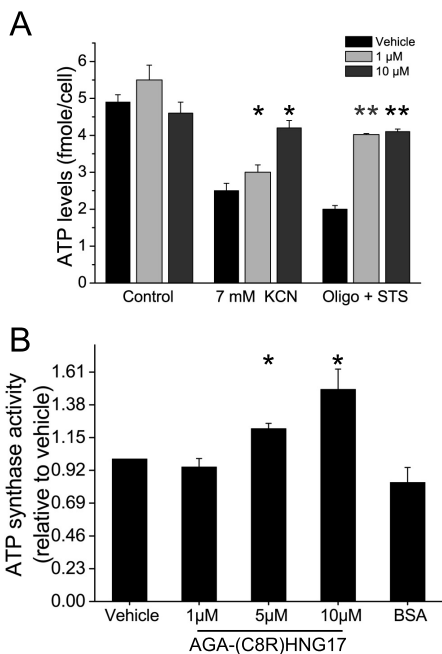 A
Vehicle
1 µM
10 µM
ATP levels (fmole/cell)
6
5
4
3
2
1
0
* *
** **
Control
7 mM KCN
Oligo + STS
B
ATP synthase activity
(relative to vehicle)
1.61
1.38
1.15
0.92
0.69
0.46
0.23
0.00
* *
Vehicle
1µM
5µM
10µM
BSA
AGA-(C8R)HNG17